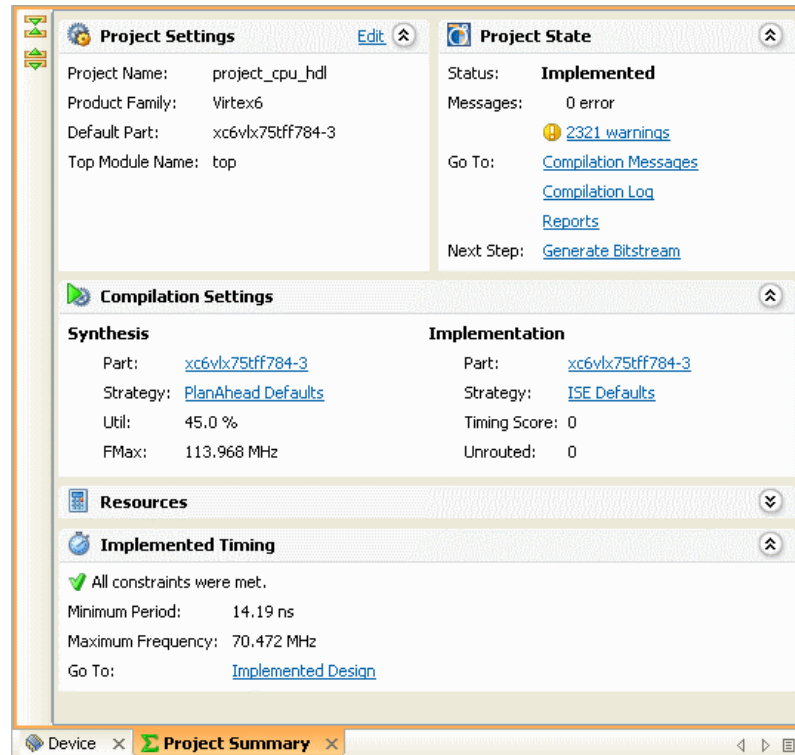 Project Settings Edit
Project Name: project_cpu_hdl
Product Family: Virtex6
Default Part: xc6vlx75tff784-3
Top Module Name: top
Project State
Status: Implemented
Messages: 0 error
2321 warnings
Go To: Compilation Messages
Compilation Log
Reports
Next Step: Generate Bitstream
Compilation Settings
Synthesis
Part: xc6vlx75tff784-3
Strategy: PlanAhead Defaults
Util: 45.0 %
FMax: 113.968 MHz
Implementation
Part: xc6vlx75tff784-3
Strategy: ISE Defaults
Timing Score: 0
Unrouted: 0
Resources
Implemented Timing
All constraints were met.
Minimum Period: 14.19 ns
Maximum Frequency: 70.472 MHz
Go To: Implemented Design
Device Project Summary